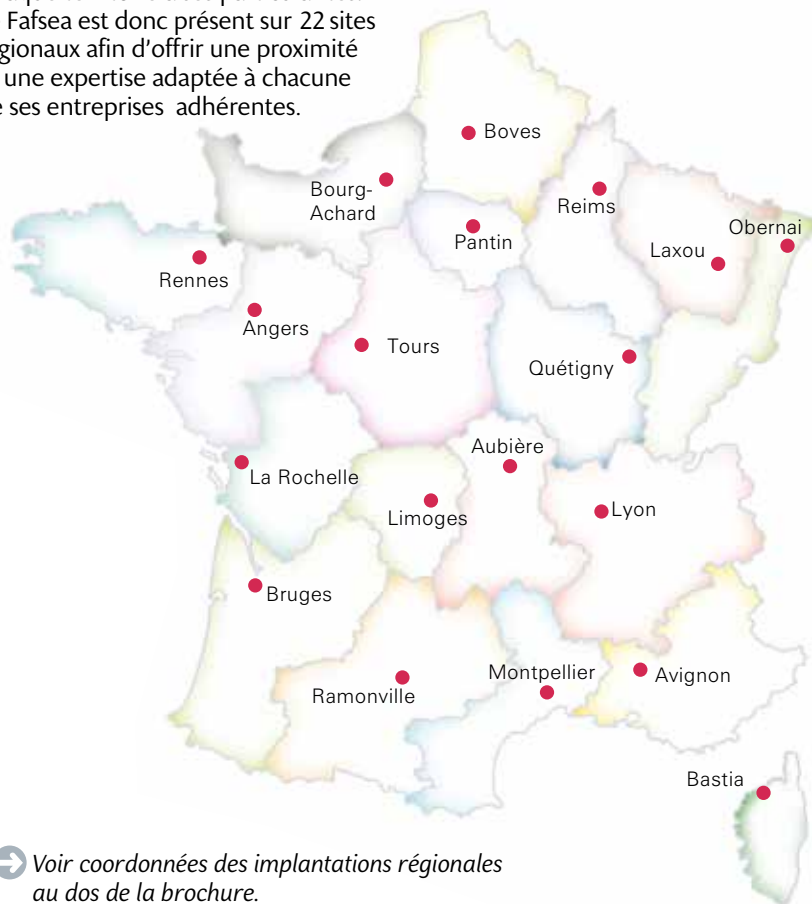 Fafsea est donc présent sur 22 sites
régionaux afin d'offrir une proximité
une expertise adaptée à chacune
ses entreprises adhérentes.
Boves
Bourg-
Achard
Reims
Pantin
Obernai
Laxou
Rennes
Angers
Tours
Quétigny
Aubière
La Rochelle
Limoges
Lyon
Bruges
Montpellier
Avignon
Ramonville
Bastia
Voir coordonnées des implantations régionales
au dos de la brochure.